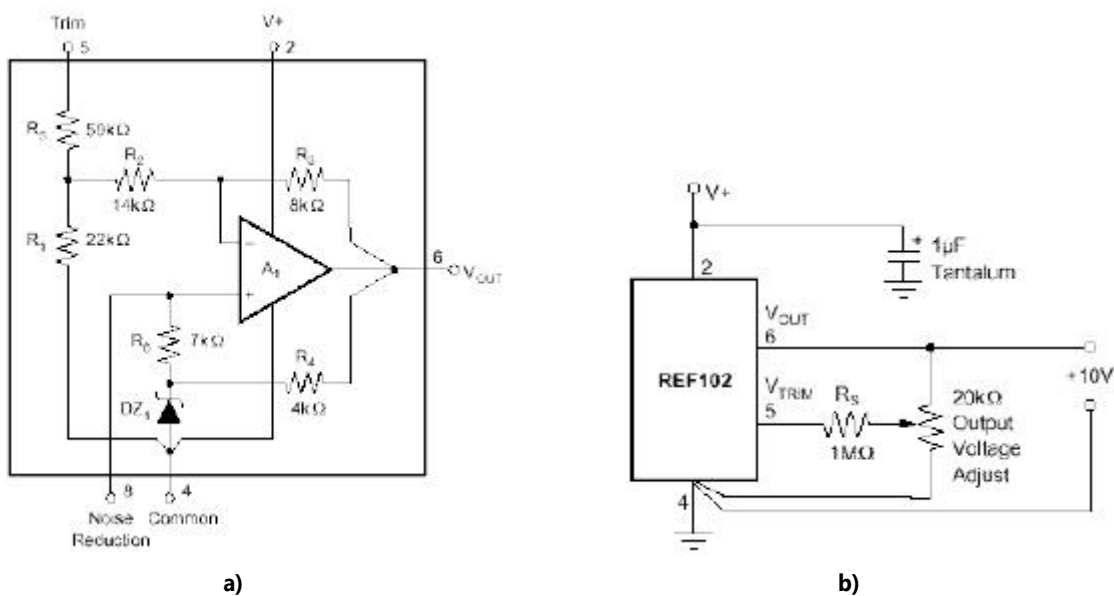 Trim
V+
5
2
R5
50kΩ
R2
14kΩ
R3
8kΩ
R1
22kΩ
−
A1
+
6
VOUT
R6
7kΩ
R4
4kΩ
DZ1
8
4
Noise
Reduction
Common
a)
V+
2
+
1µF
Tantalum
VOUT
6
REF102
+10V
VTRIM
5
RS
1MΩ
20kΩ
Output
Voltage
Adjust
4
b)